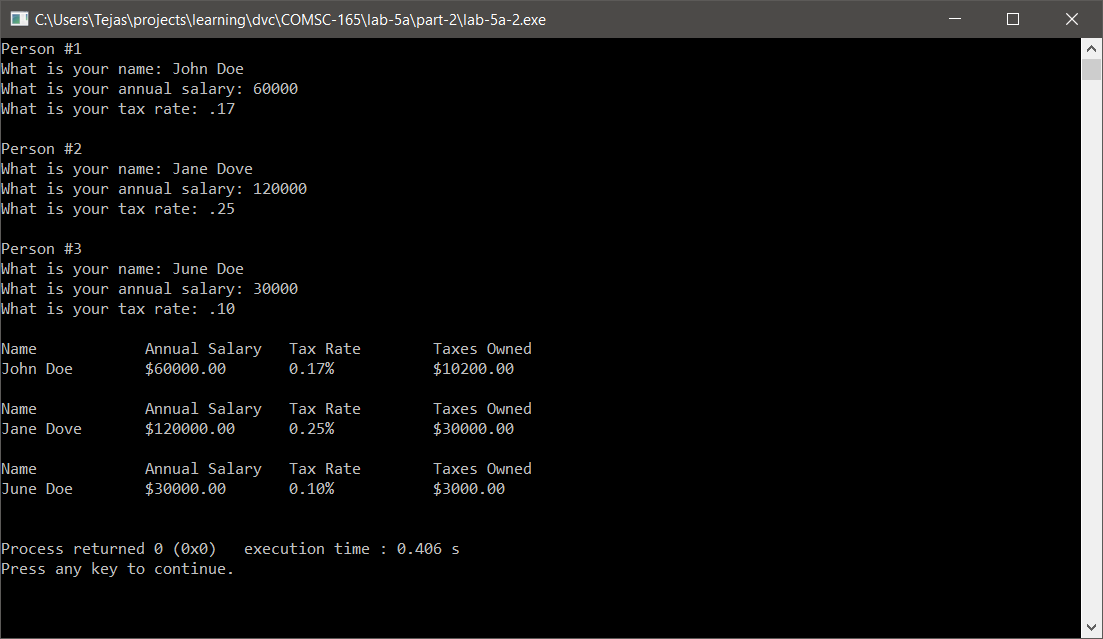 C:\Users\Tejas\projects\learning\dvc\COMSC-165\lab-5a\part-2\lab-5a-2.exe
Person #1
What is your name: John Doe
What is your annual salary: 60000
What is your tax rate: .17
Person #2
What is your name: Jane Dove
What is your annual salary: 120000
What is your tax rate: .25
Person #3
What is your name: June Doe
What is your annual salary: 30000
What is your tax rate: .10
Name Annual Salary Tax Rate Taxes Owned
John Doe $60000.00 0.17% $10200.00
Name Annual Salary Tax Rate Taxes Owned
Jane Dove $120000.00 0.25% $30000.00
Name Annual Salary Tax Rate Taxes Owned
June Doe $30000.00 0.10% $3000.00
Process returned 0 (0x0) execution time : 0.406 s
Press any key to continue.